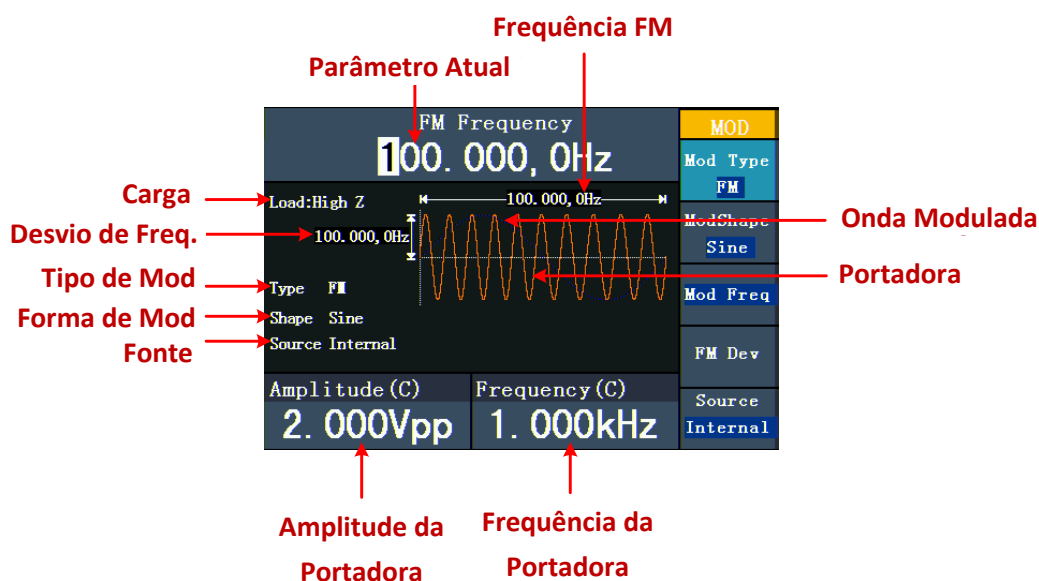 Frequência FM
Parâmetro Atual
FM Frequency
100.000,0Hz
MOD
Mod Type
FM
ModShape
Sine
Mod Freq
FM Dev
Source
Internal
Carga
Load:High Z
100.000,0Hz
Onda Modulada
Desvio de Freq.
100.000,0Hz
Portadora
Tipo de Mod
Type FM
Forma de Mod
Shape Sine
Fonte
Source Internal
Amplitude(C)
2.000Vpp
Frequency(C)
1.000kHz
Amplitude da
Portadora
Frequência da
Portadora